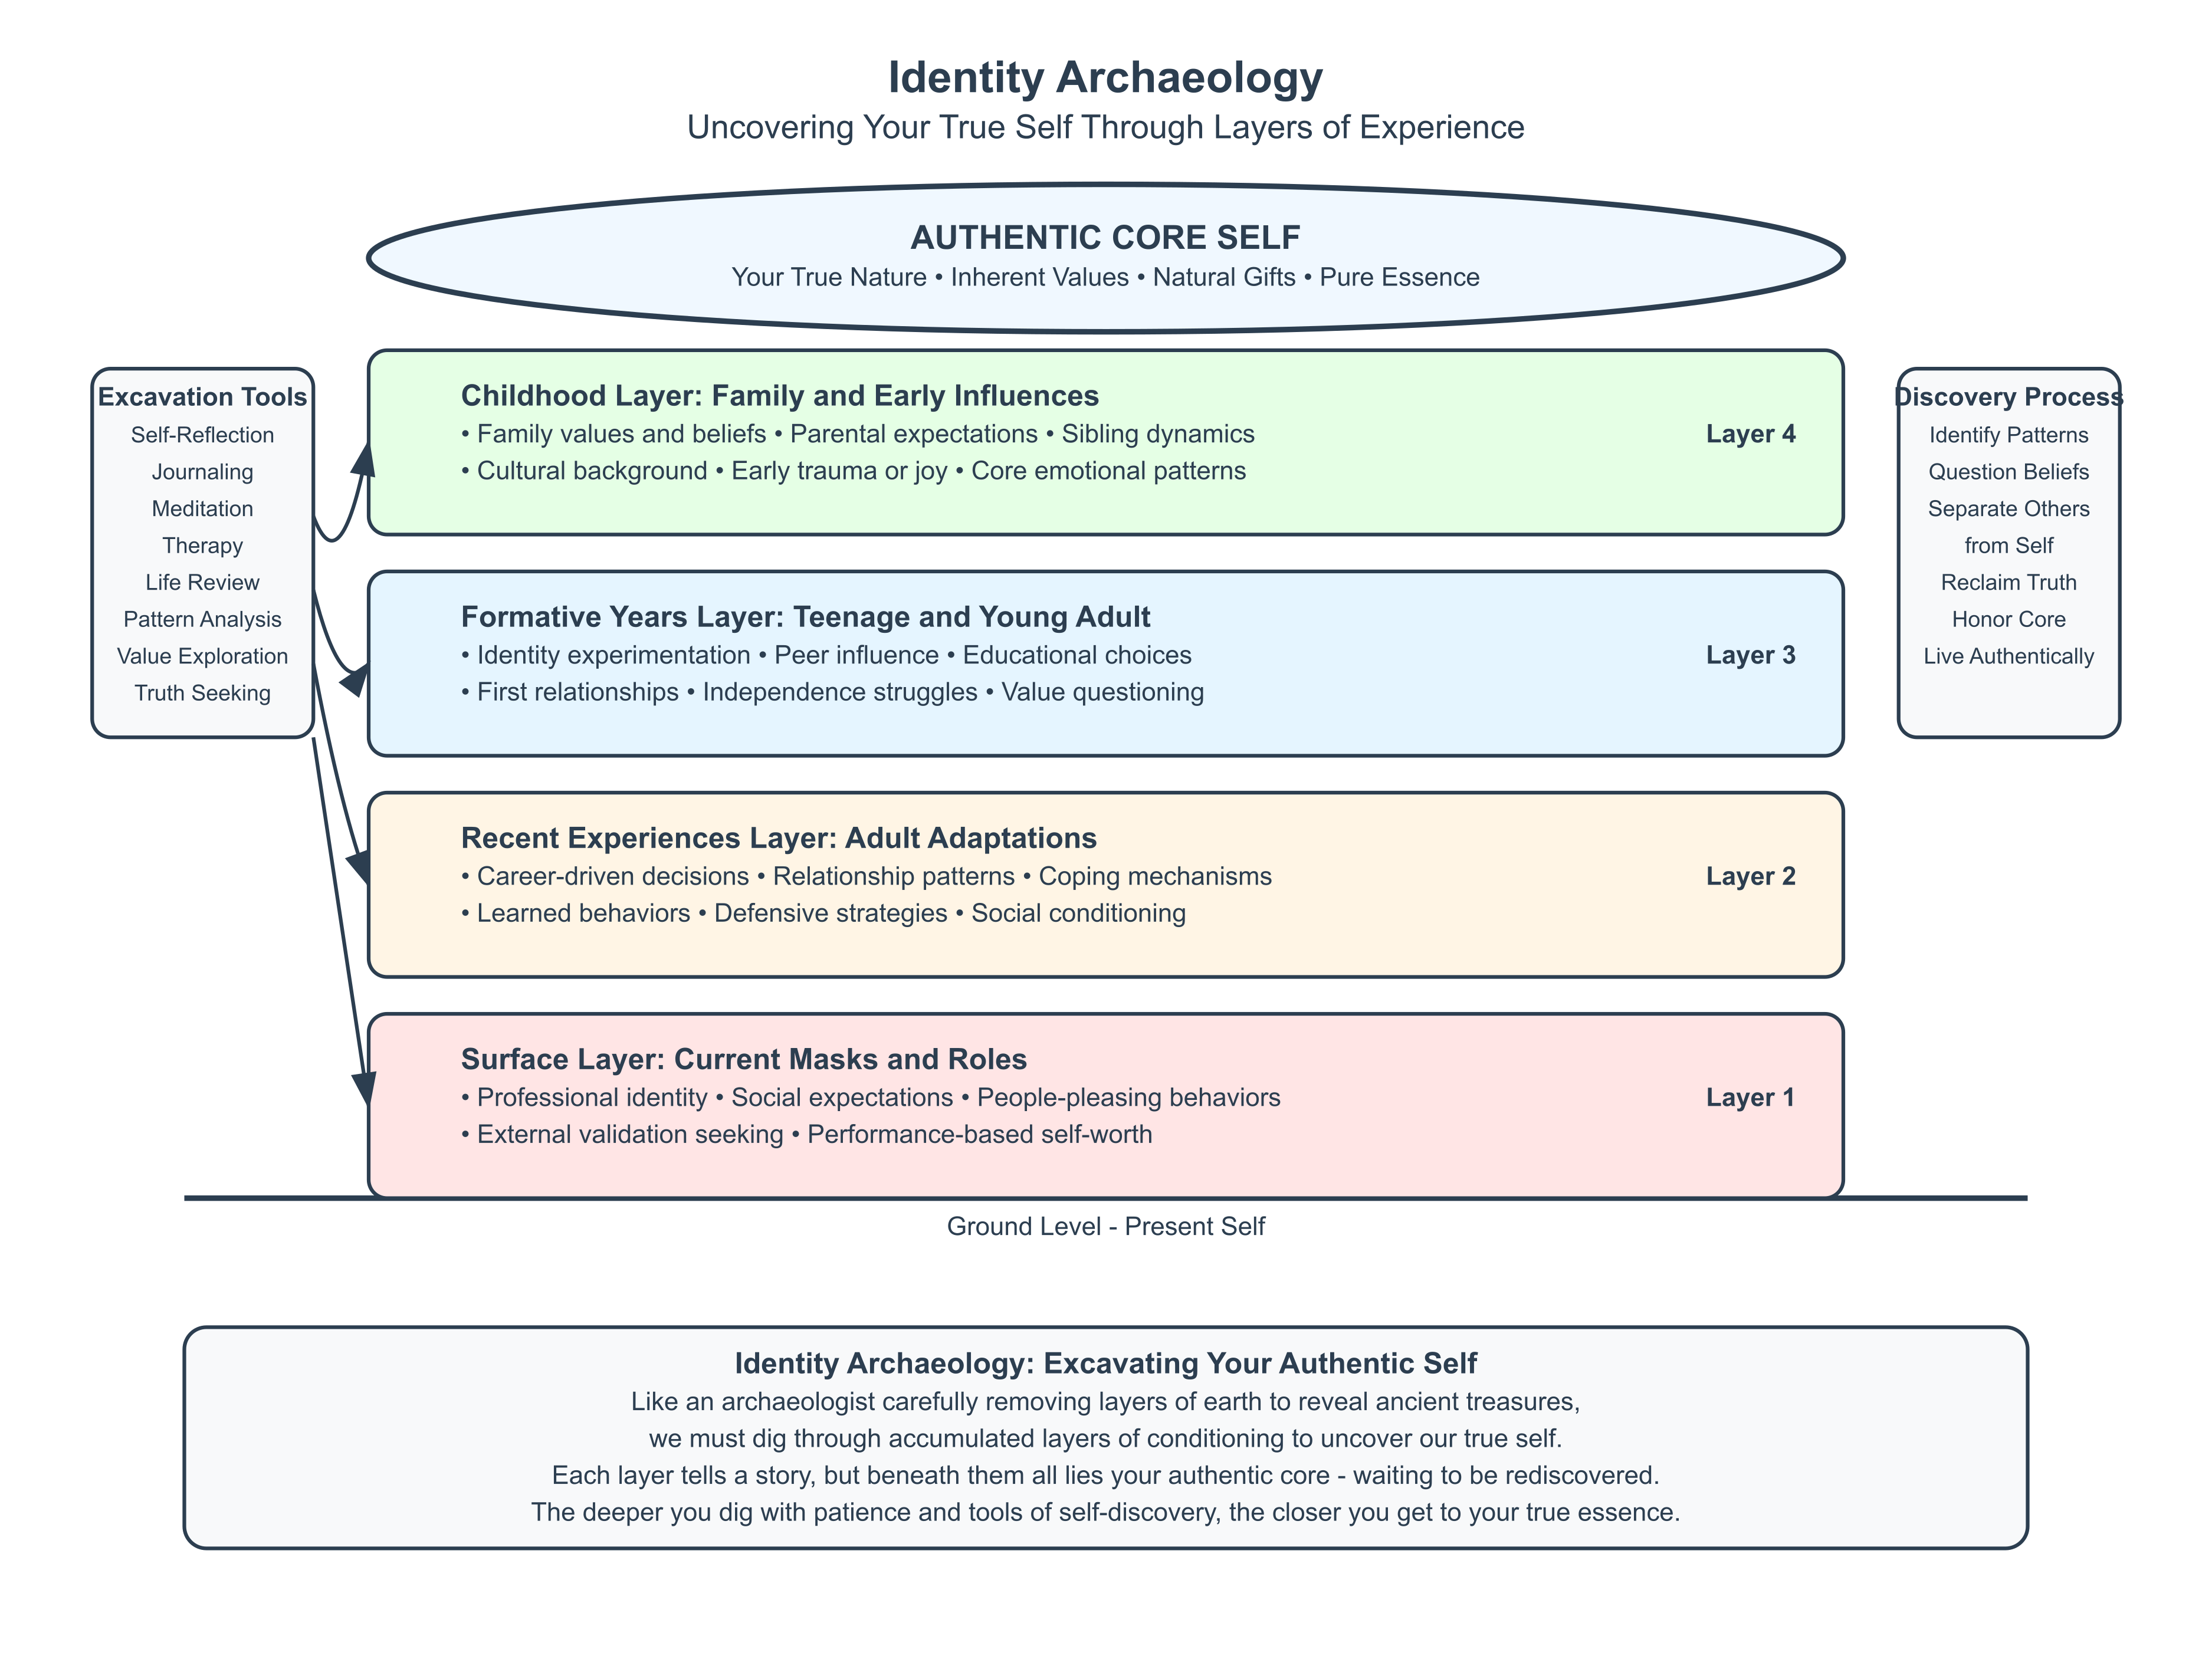 Identity Archaeology
Uncovering Your True Self Through Layers of Experience
AUTHENTIC CORE SELF
Your True Nature • Inherent Values • Natural Gifts • Pure Essence
Excavation Tools
Self-Reflection
Journaling
Meditation
Therapy
Life Review
Pattern Analysis
Value Exploration
Truth Seeking
Childhood Layer: Family and Early Influences
• Family values and beliefs • Parental expectations • Sibling dynamics
• Cultural background • Early trauma or joy • Core emotional patterns
Layer 4
Formative Years Layer: Teenage and Young Adult
• Identity experimentation • Peer influence • Educational choices
• First relationships • Independence struggles • Value questioning
Layer 3
Recent Experiences Layer: Adult Adaptations
• Career-driven decisions • Relationship patterns • Coping mechanisms
• Learned behaviors • Defensive strategies • Social conditioning
Layer 2
Surface Layer: Current Masks and Roles
• Professional identity • Social expectations • People-pleasing behaviors
• External validation seeking • Performance-based self-worth
Layer 1
Discovery Process
Identify Patterns
Question Beliefs
Separate Others
from Self
Reclaim Truth
Honor Core
Live Authentically
Ground Level - Present Self
Identity Archaeology: Excavating Your Authentic Self
Like an archaeologist carefully removing layers of earth to reveal ancient treasures,
we must dig through accumulated layers of conditioning to uncover our true self.
Each layer tells a story, but beneath them all lies your authentic core - waiting to be rediscovered.
The deeper you dig with patience and tools of self-discovery, the closer you get to your true essence.